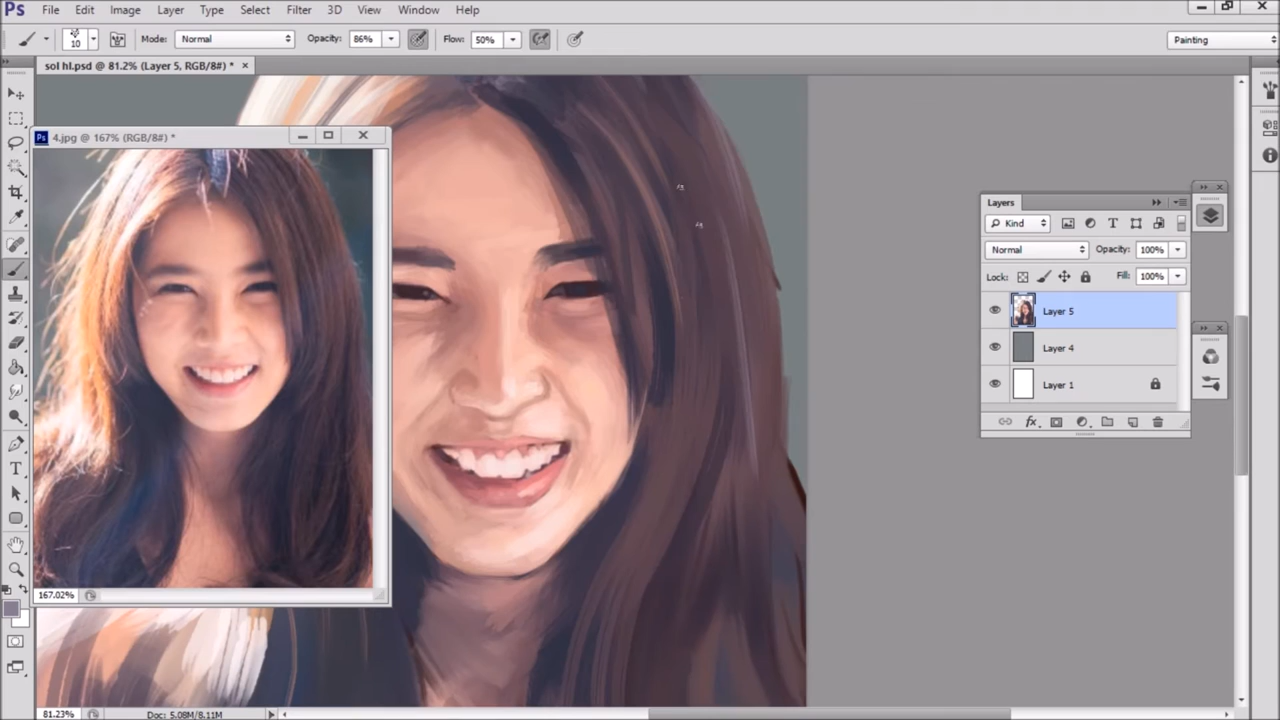 Ps File Edit Image Layer Type Select Filter 3D View Window Help
10 Mode: Normal Opacity: 86% Flow: 50% Painting
sol hl.psd @ 81.2% (Layer 5, RGB/8#) * ×
Ps 4.jpg @ 167% (RGB/8#) *
Layers
Kind
Normal Opacity: 100%
Lock: Fill: 100%
Layer 5
Layer 4
Layer 1
fx
T
167.02%
81.23% Doc: 5.08M/8.11M